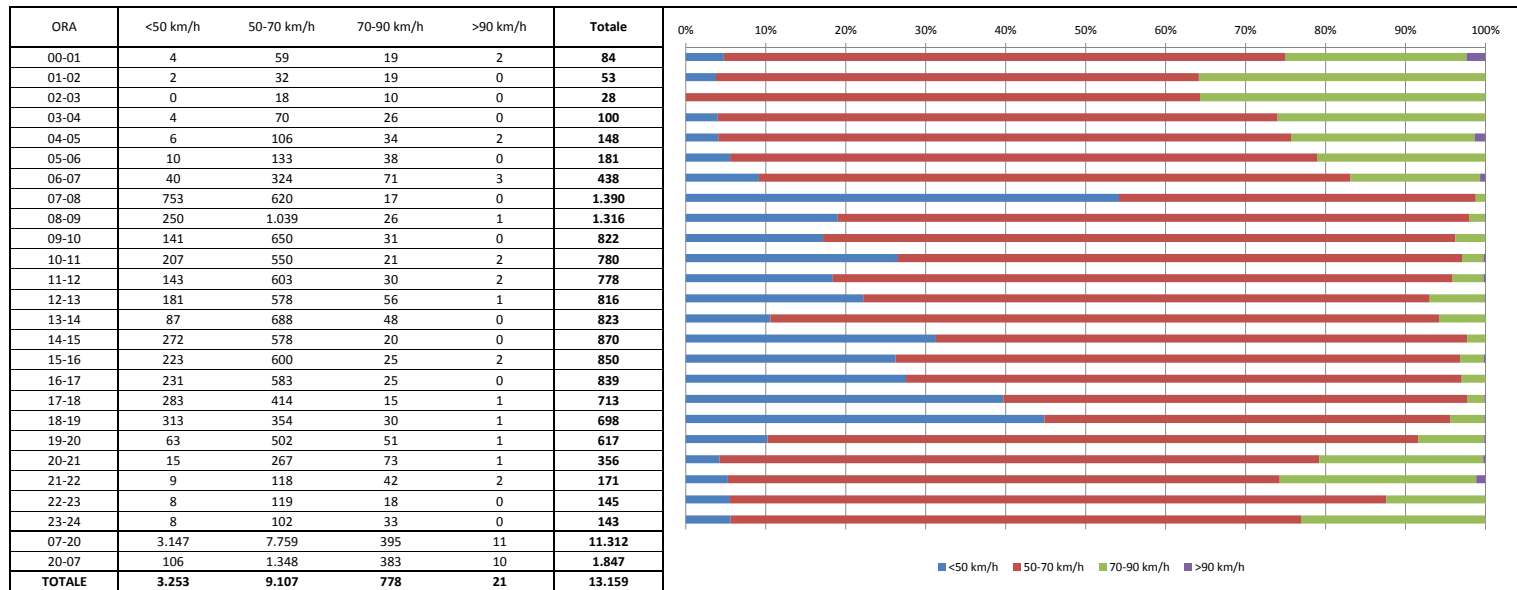 ORA <50 km/h 50-70 km/h 70-90 km/h >90 km/h Totale
0% 10% 20% 30% 40% 50% 60% 70% 80% 90% 100%
00-01 4 59 19 2 84
01-02 2 32 19 0 53
02-03 0 18 10 0 28
03-04 4 70 26 0 100
04-05 6 106 34 2 148
05-06 10 133 38 0 181
06-07 40 324 71 3 438
07-08 753 620 17 0 1.390
08-09 250 1.039 26 1 1.316
09-10 141 650 31 0 822
10-11 207 550 21 2 780
11-12 143 603 30 2 778
12-13 181 578 56 1 816
13-14 87 688 48 0 823
14-15 272 578 20 0 870
15-16 223 600 25 2 850
16-17 231 583 25 0 839
17-18 283 414 15 1 713
18-19 313 354 30 1 698
19-20 63 502 51 1 617
20-21 15 267 73 1 356
21-22 9 118 42 2 171
22-23 8 119 18 0 145
23-24 8 102 33 0 143
07-20 3.147 7.759 395 11 11.312
20-07 106 1.348 383 10 1.847
TOTALE 3.253 9.107 778 21 13.159
<50 km/h 50-70 km/h 70-90 km/h >90 km/h